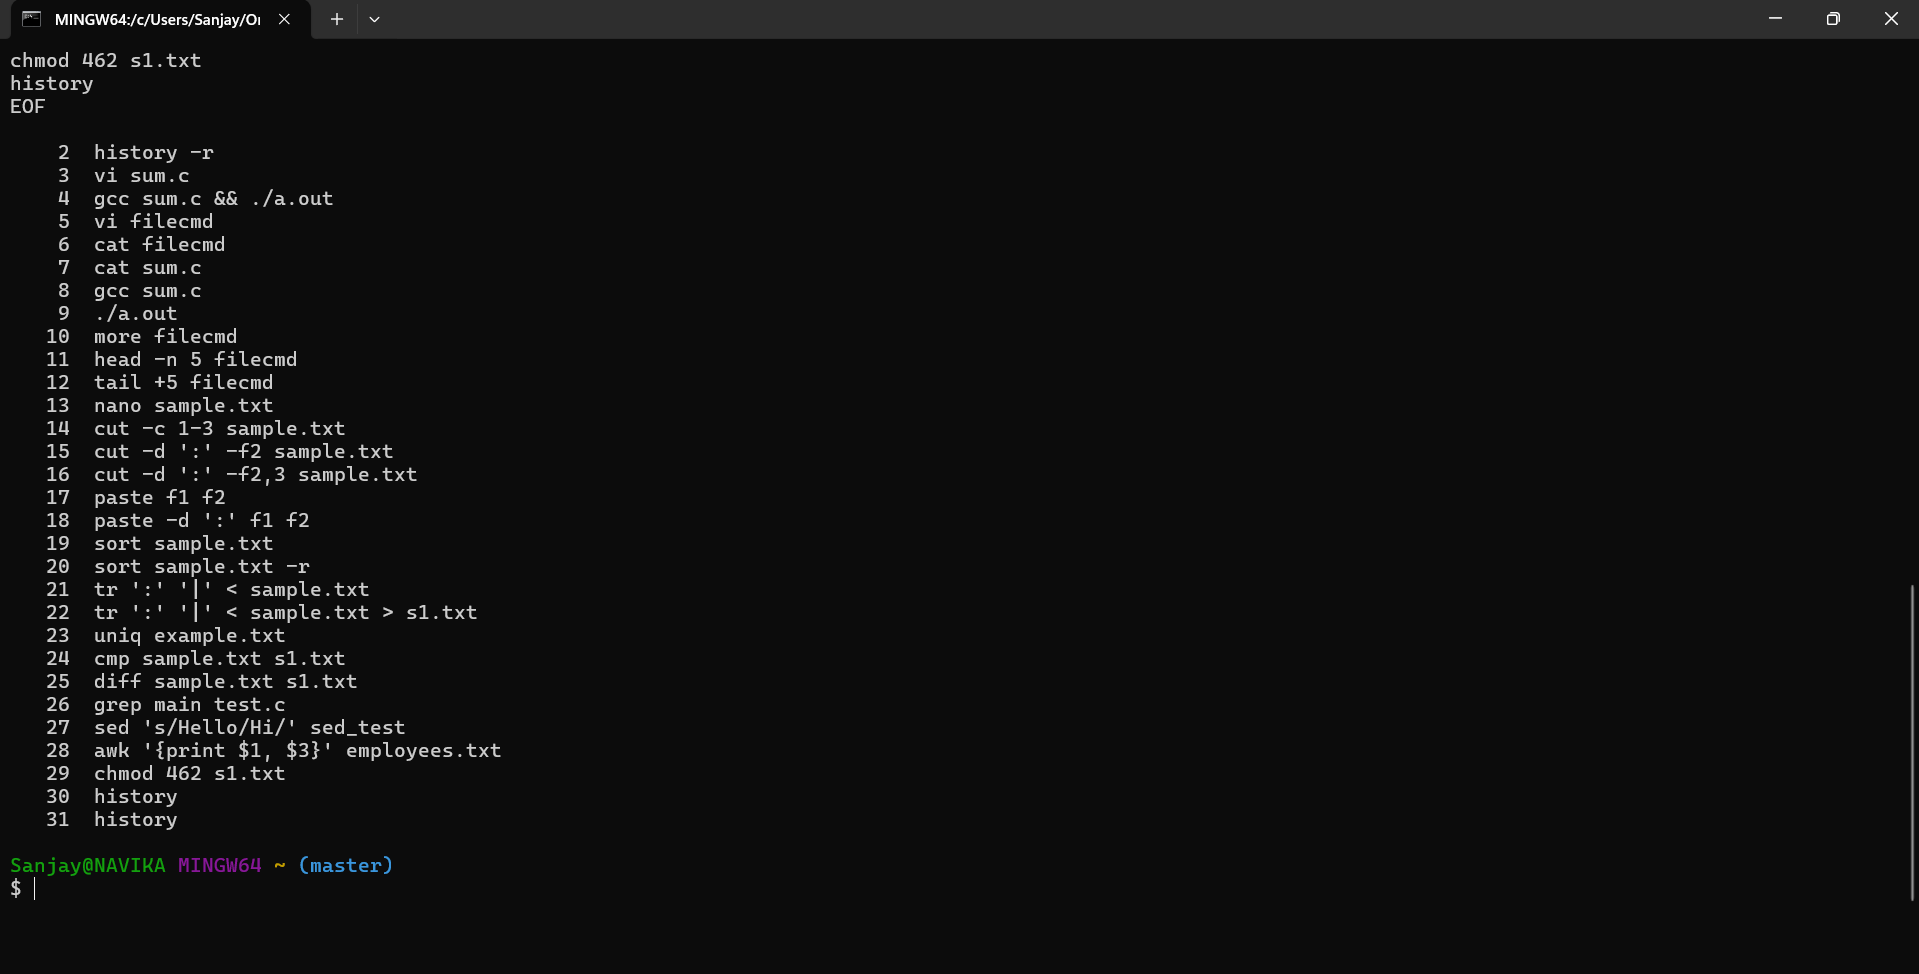 MINGW64:/c/Users/Sanjay/O
chmod 462 s1.txt
history
EOF
2  history -r
3  vi sum.c
4  gcc sum.c && ./a.out
5  vi filecmd
6  cat filecmd
7  cat sum.c
8  gcc sum.c
9  ./a.out
10  more filecmd
11  head -n 5 filecmd
12  tail +5 filecmd
13  nano sample.txt
14  cut -c 1-3 sample.txt
15  cut -d ':' -f2 sample.txt
16  cut -d ':' -f2,3 sample.txt
17  paste f1 f2
18  paste -d ':' f1 f2
19  sort sample.txt
20  sort sample.txt -r
21  tr ':' '|' < sample.txt
22  tr ':' '|' < sample.txt > s1.txt
23  uniq example.txt
24  cmp sample.txt s1.txt
25  diff sample.txt s1.txt
26  grep main test.c
27  sed 's/Hello/Hi/' sed_test
28  awk '{print $1, $3}' employees.txt
29  chmod 462 s1.txt
30  history
31  history
Sanjay@NAVIKA MINGW64 ~ (master)
$